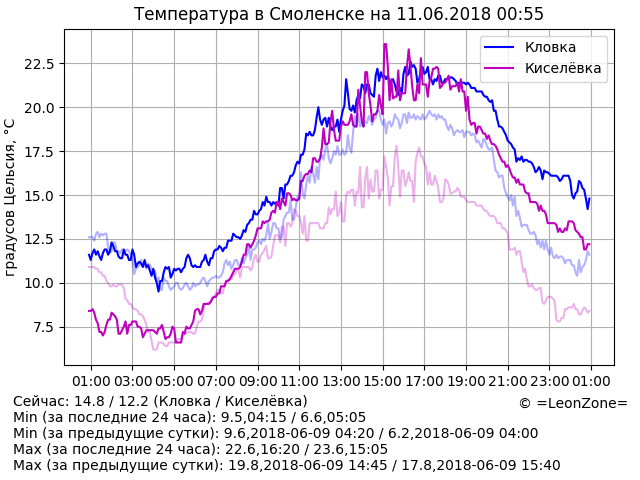 Температура в Смоленске на 11.06.2018 00:55
градусов Цельсия, °C
22.5
20.0
17.5
15.0
12.5
10.0
7.5
Кловка
Киселёвка
01:00 03:00 05:00 07:00 09:00 11:00 13:00 15:00 17:00 19:00 21:00 23:00 01:00
Сейчас: 14.8 / 12.2 (Кловка / Киселёвка)
© =LeonZone=
Min (за последние 24 часа): 9.5,04:15 / 6.6,05:05
Min (за предыдущие сутки): 9.6,2018-06-09 04:20 / 6.2,2018-06-09 04:00
Max (за последние 24 часа): 22.6,16:20 / 23.6,15:05
Max (за предыдущие сутки): 19.8,2018-06-09 14:45 / 17.8,2018-06-09 15:40